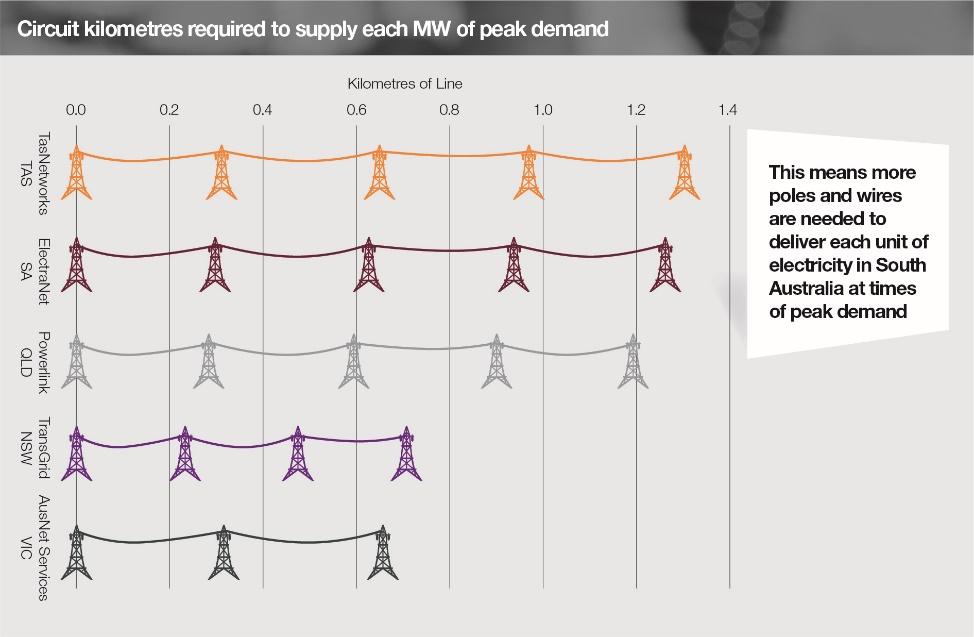 Circuit kilometres required to supply each MW of peak demand
Kilometres of Line
0.0 0.2 0.4 0.6 0.8 1.0 1.2 1.4
TasNetworks
TAS
ElectraNet
SA
Powerlink
QLD
TransGrid
NSW
AusNet Services
VIC
This means more
poles and wires
are needed to
deliver each unit of
electricity in South
Australia at times
of peak demand